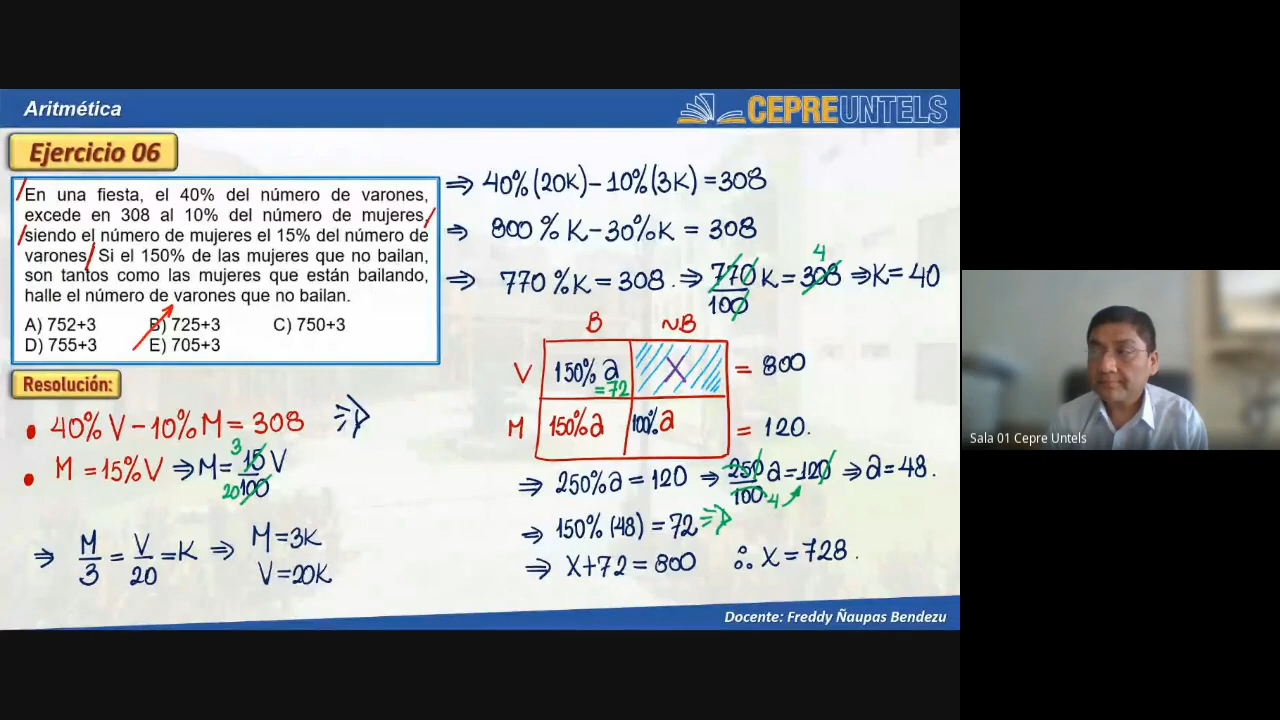 Aritmética
CEPREUNTELS
Ejercicio 06
En una fiesta, el 40% del número de varones,
excede en 308 al 10% del número de mujeres,
siendo el número de mujeres el 15% del número de
varones. Si el 150% de las mujeres que no bailan,
son tantos como las mujeres que están bailando,
halle el número de varones que no bailan.
A) 752+3 B) 725+3 C) 750+3
D) 755+3 E) 705+3
Resolución:
• 40%V-10%M=308
• M=15%V ⇒ M=15/100 V
3
20
⇒ M/3=V/20=K ⇒ M=3K
V=20K
⇒ 40%(20K)-10%(3K)=308
⇒ 800%K-30%K=308
⇒ 770%K=308. ⇒ 770/100 K=308 ⇒ K=40
4
B ~B
V 150%a =72 X = 800
M 150%a 100%a = 120.
⇒ 250%a=120 ⇒ 250/100 a=120 ⇒ a=48.
4
⇒ 150%(48)=72
⇒ X+72=800 ∴ X=728.
Docente: Freddy Ñaupas Bendezu
Sala 01 Cepre Untels